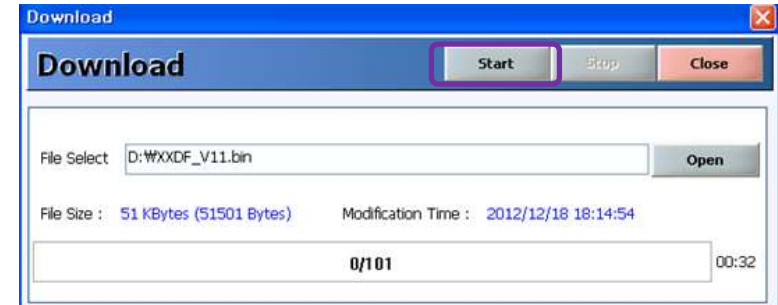 Download
Download Start Stop Close
File Select D:₩XXDF_V11.bin Open
File Size : 51 KBytes (51501 Bytes) Modification Time : 2012/12/18 18:14:54
0/101 00:32